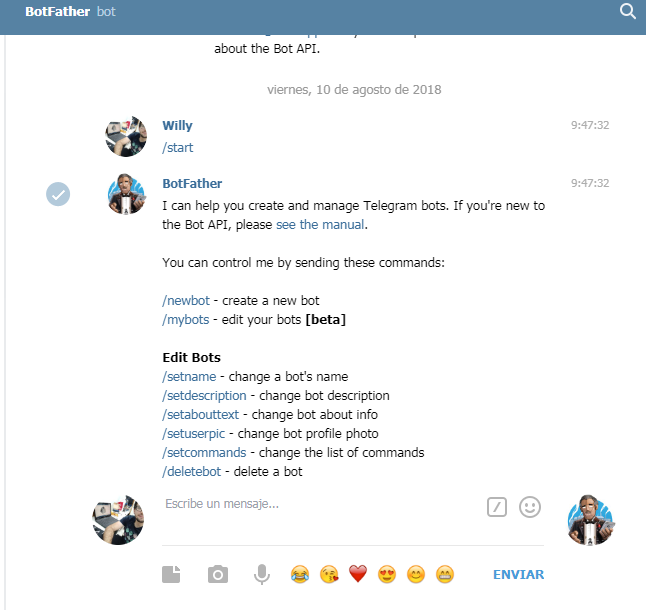 BotFather bot
about the Bot API.
viernes, 10 de agosto de 2018
Willy 9:47:32
/start
BotFather 9:47:32
I can help you create and manage Telegram bots. If you're new to
the Bot API, please see the manual.
You can control me by sending these commands:
/newbot - create a new bot
/mybots - edit your bots [beta]
Edit Bots
/setname - change a bot's name
/setdescription - change bot description
/setabouttext - change bot about info
/setuserpic - change bot profile photo
/setcommands - change the list of commands
/deletebot - delete a bot
Escribe un mensaje...
ENVIAR